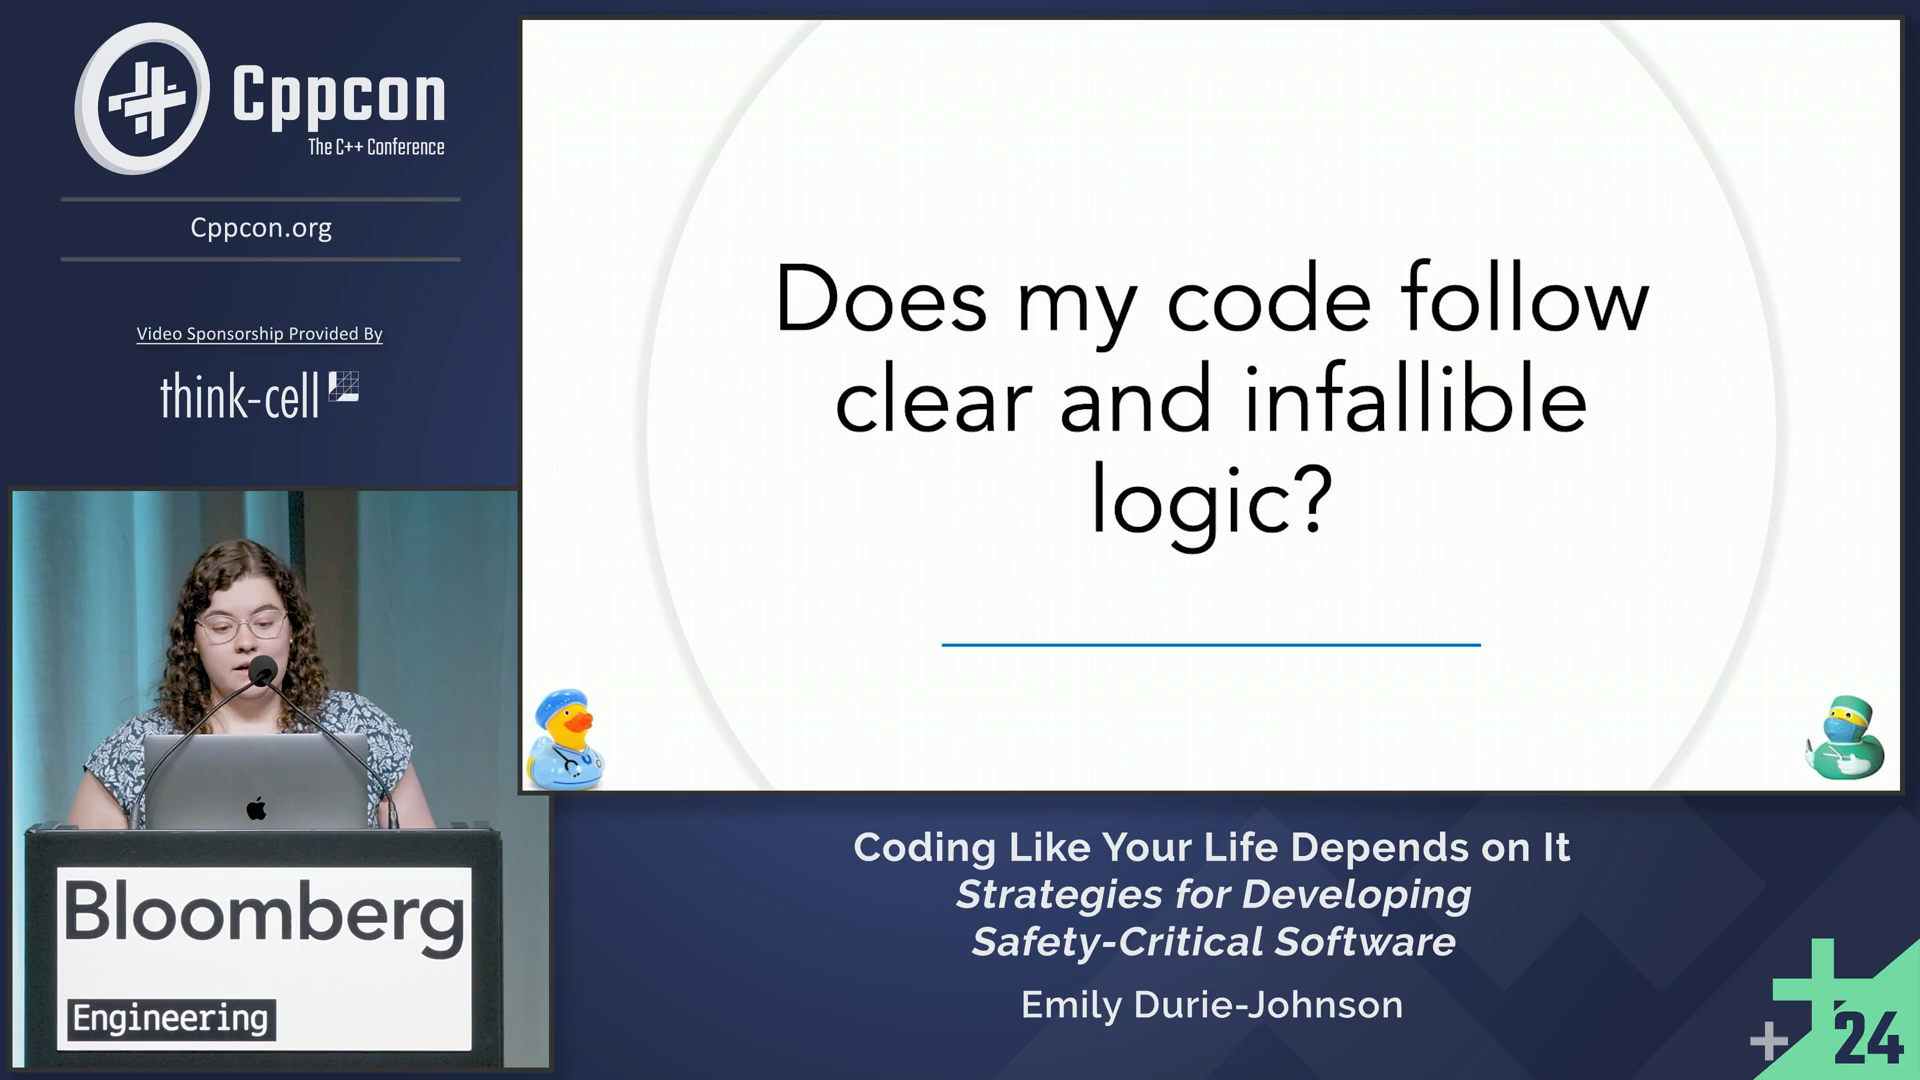 Cppcon
The C++ Conference
Cppcon.org
Video Sponsorship Provided By
think-cell
Does my code follow
clear and infallible
logic?
Bloomberg
Engineering
Coding Like Your Life Depends on It
Strategies for Developing
Safety-Critical Software
Emily Durie-Johnson
24